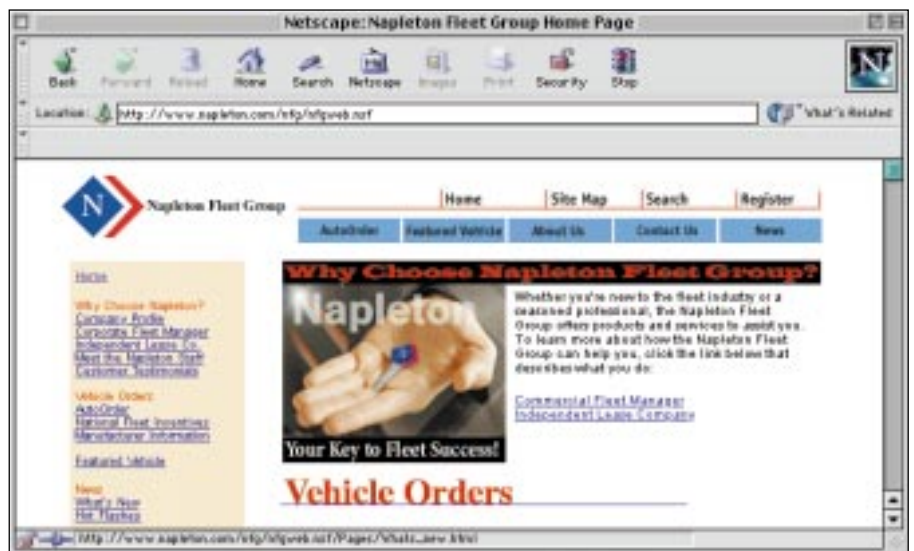 Netscape: Napleton Fleet Group Home Page
Back Forward Reload Home Search Netscape Images Print Security Stop
N
Location: http://www.napleton.com/nfg/nfgweb.nsf What's Related
N Napleton Fleet Group
Home Site Map Search Register
AutoOrder Featured Vehicle About Us Contact Us News
Home
Why Choose Napleton?
Company Profile
Corporate Fleet Manager
Independent Lease Co.
Meet the Napleton Staff
Customer Testimonials
Vehicle Orders
AutoOrder
National Fleet Incentives
Manufacturer Information
Featured Vehicle
News
What's New
Hot Flashes
Why Choose Napleton Fleet Group?
Napleton
Your Key to Fleet Success!
Whether you're new to the fleet industry or a
seasoned professional, the Napleton Fleet
Group offers products and services to assist you.
To learn more about how the Napleton Fleet
Group can help you, click the link below that
describes what you do:
Commercial Fleet Manager
Independent Lease Company
Vehicle Orders
http://www.napleton.com/nfg/nfgweb.nsf/Pages/Whats_new.html